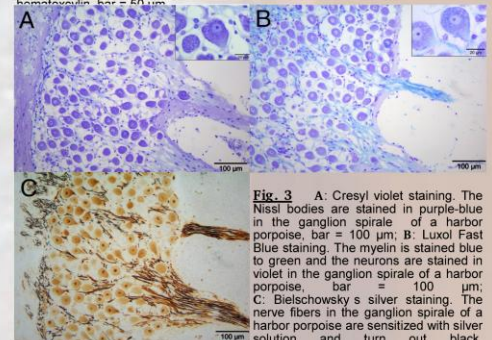 hematoxylin, bar = 50 µm
A
B
100 µm
100 µm
C
100 µm
Fig. 3 A: Cresyl violet staining. The
Nissl bodies are stained in purple-blue
in the ganglion spirale of a harbor
porpoise, bar = 100 µm; B: Luxol Fast
Blue staining. The myelin is stained blue
to green and the neurons are stained in
violet in the ganglion spirale of a harbor
porpoise, bar = 100 µm;
C: Bielschowsky s silver staining. The
nerve fibers in the ganglion spirale of a
harbor porpoise are sensitized with silver
solution and turn out black.